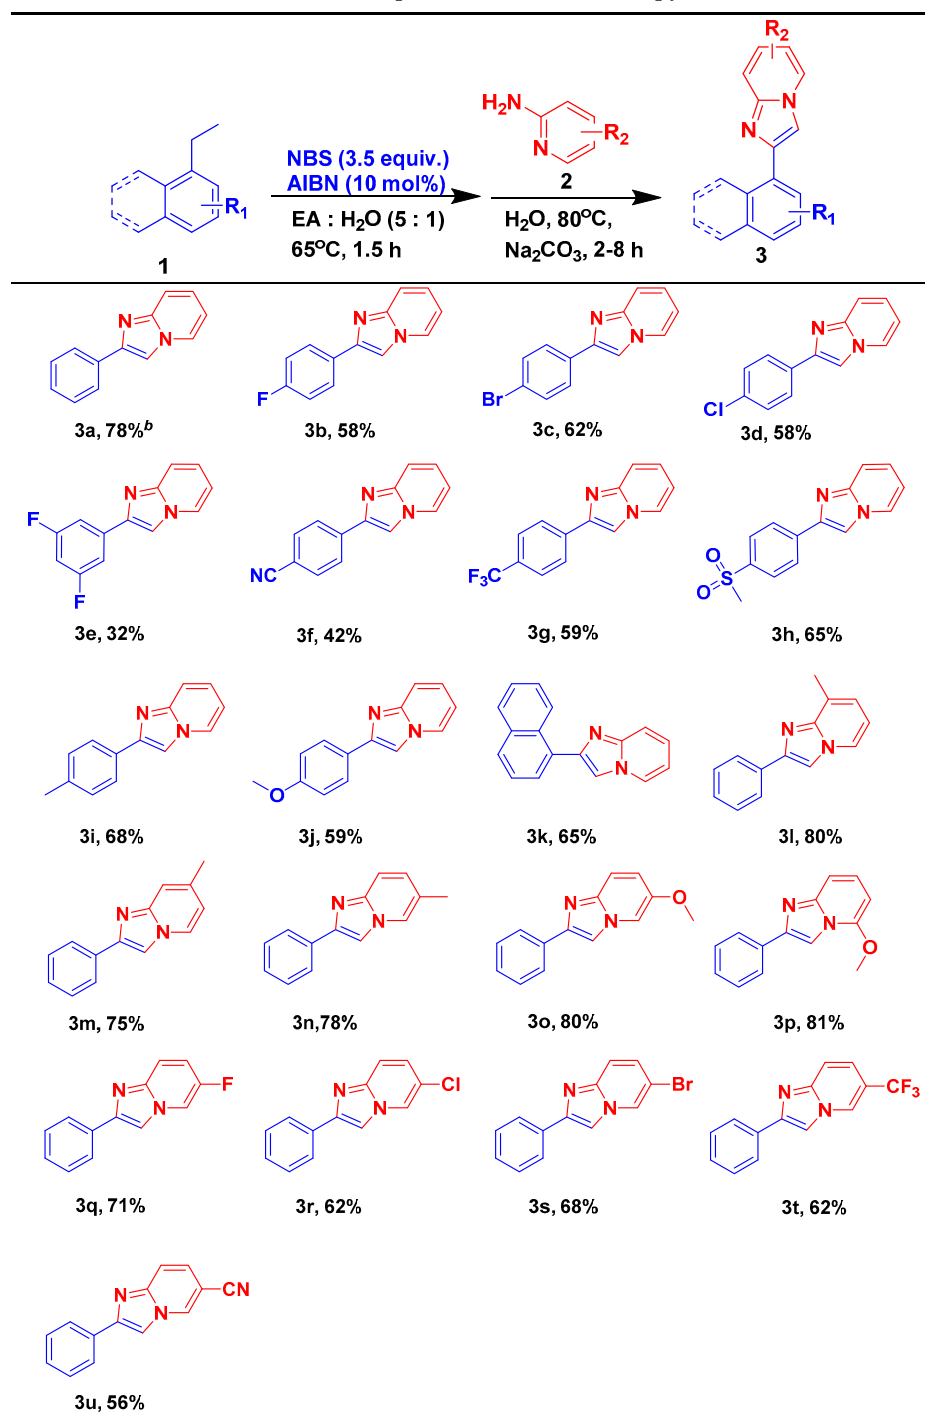 R₂
H₂N
NBS (3.5 equiv.)
AIBN (10 mol%)
EA : H₂O (5 : 1)
65ᴼC, 1.5 h
N
R₂
2
H₂O, 80ᴼC,
Na₂CO₃, 2-8 h
N
N
R₁
R₁
1
3
N
N
N
N
F
N
N
Br
N
N
Cl
3a, 78%ᵇ
3b, 58%
3c, 62%
3d, 58%
F
F
N
N
NC
N
N
F₃C
N
N
O
S
O
N
N
3e, 32%
3f, 42%
3g, 59%
3h, 65%
N
N
O
N
N
N
N
N
N
3i, 68%
3j, 59%
3k, 65%
3l, 80%
N
N
N
N
N
N
O
N
N
O
3m, 75%
3n,78%
3o, 80%
3p, 81%
N
N
F
N
N
Cl
N
N
Br
N
N
CF₃
3q, 71%
3r, 62%
3s, 68%
3t, 62%
N
N
CN
3u, 56%